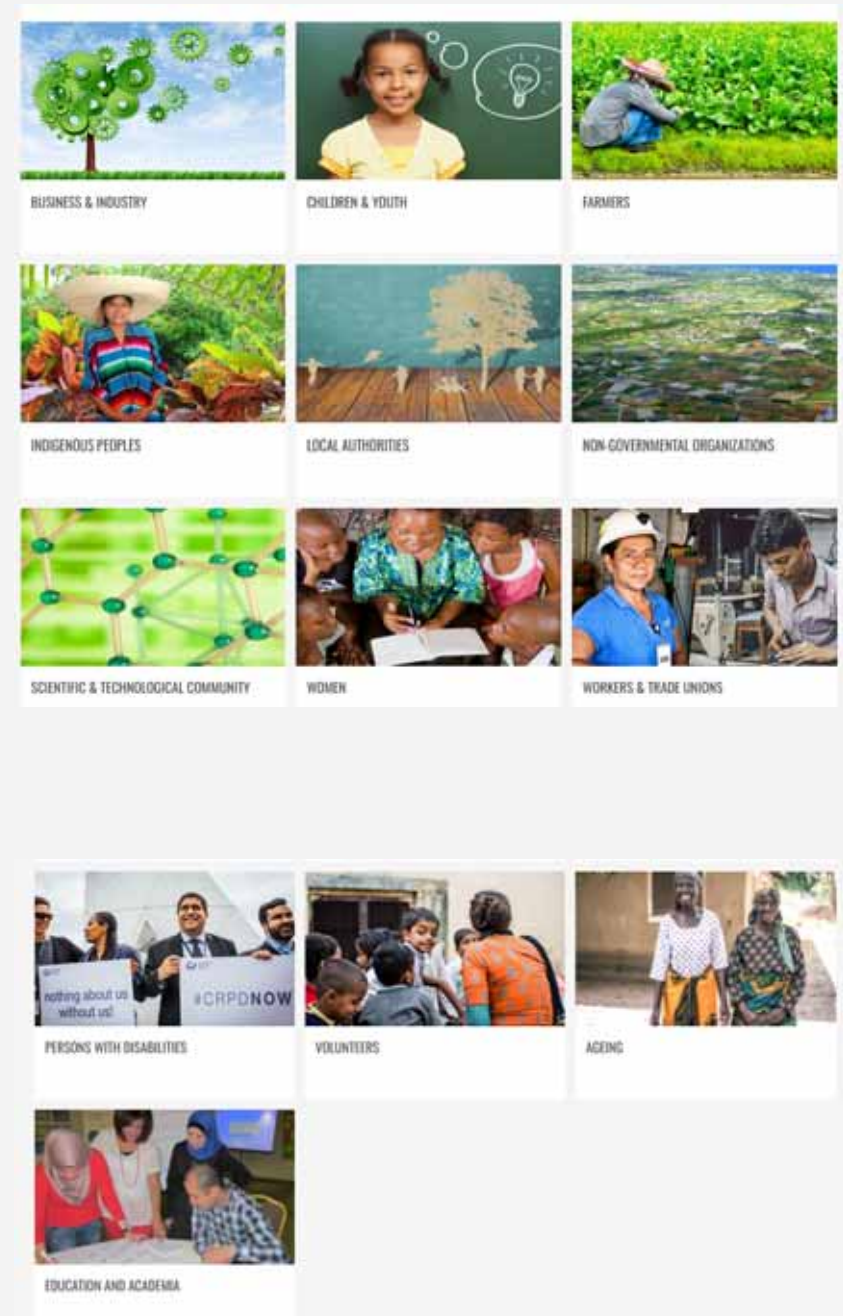 BUSINESS & INDUSTRY
CHILDREN & YOUTH
FARMERS
INDIGENOUS PEOPLES
LOCAL AUTHORITIES
NON-GOVERNMENTAL ORGANIZATIONS
SCIENTIFIC & TECHNOLOGICAL COMMUNITY
WOMEN
WORKERS & TRADE UNIONS
nothing about us
without us!
#CRPDNOW
PERSONS WITH DISABILITIES
VOLUNTEERS
AGEING
EDUCATION AND ACADEMIA